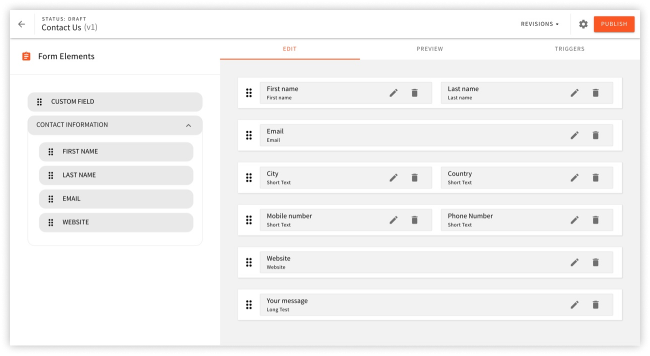 STATUS: DRAFT
Contact Us (v1)
REVISIONS
PUBLISH
Form Elements
EDIT
PREVIEW
TRIGGERS
CUSTOM FIELD
CONTACT INFORMATION
FIRST NAME
LAST NAME
EMAIL
WEBSITE
First name
First name
Last name
Last name
Email
Email
City
Short Text
Country
Short Text
Mobile number
Short Text
Phone Number
Short Text
Website
Website
Your message
Long Test